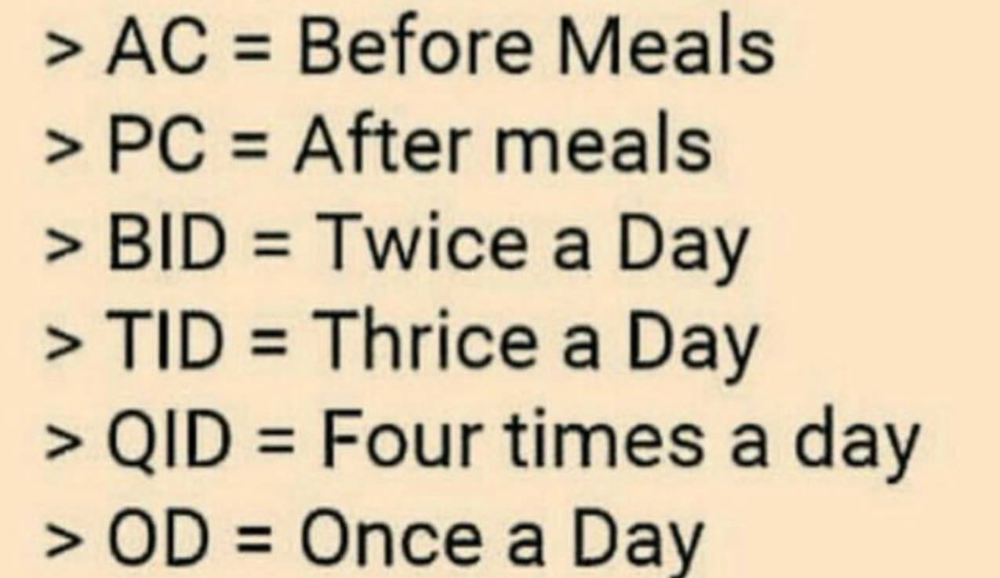 > AC = Before Meals
> PC = After meals
> BID = Twice a Day
> TID = Thrice a Day
> QID = Four times a day
> OD = Once a Day